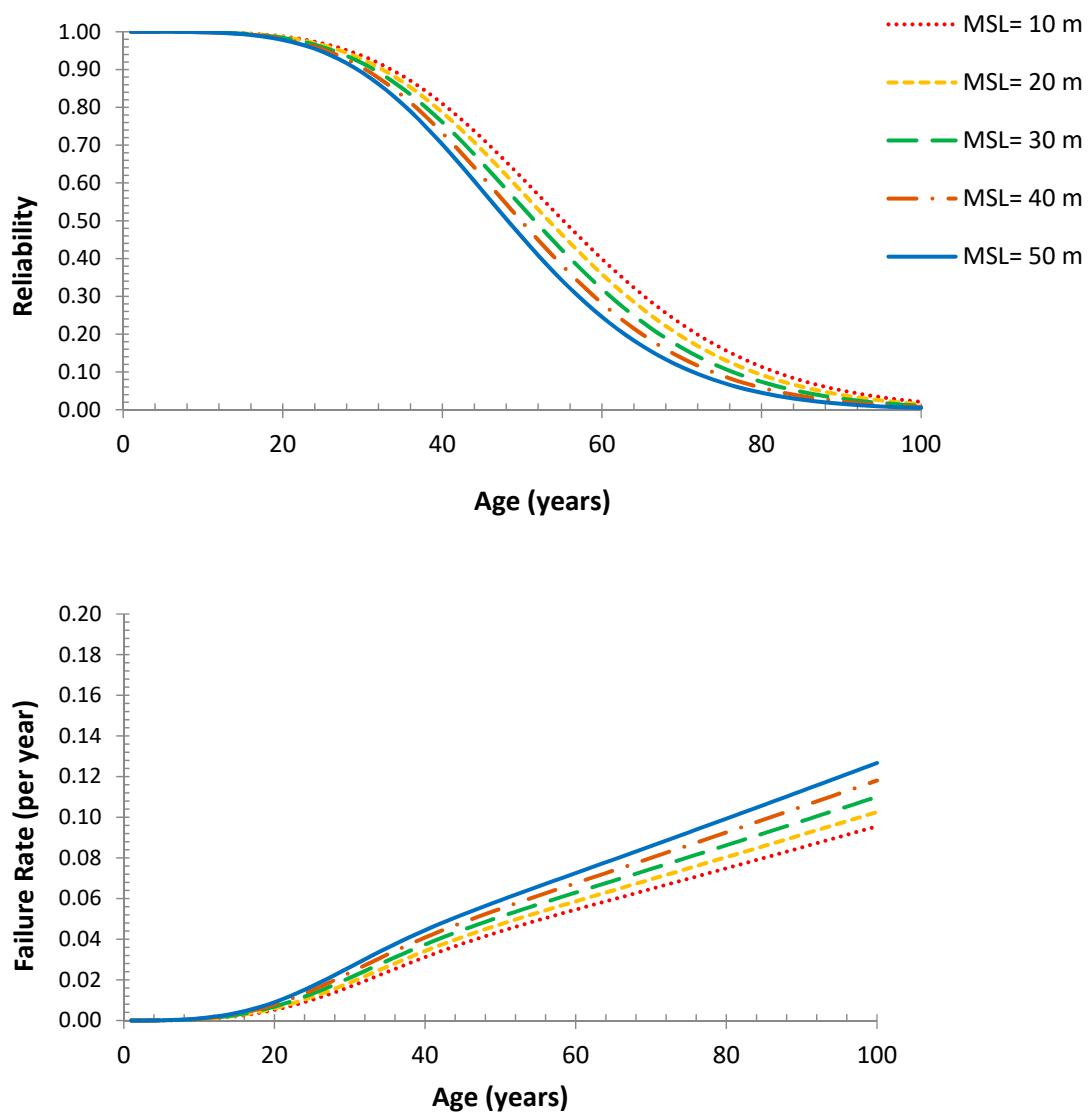 1.00
0.90
0.80
0.70
0.60
0.50
0.40
0.30
0.20
0.10
0.00
Reliability
0 20 40 60 80 100
Age (years)
MSL= 10 m
MSL= 20 m
MSL= 30 m
MSL= 40 m
MSL= 50 m
0.20
0.18
0.16
0.14
0.12
0.10
0.08
0.06
0.04
0.02
0.00
Failure Rate (per year)
0 20 40 60 80 100
Age (years)